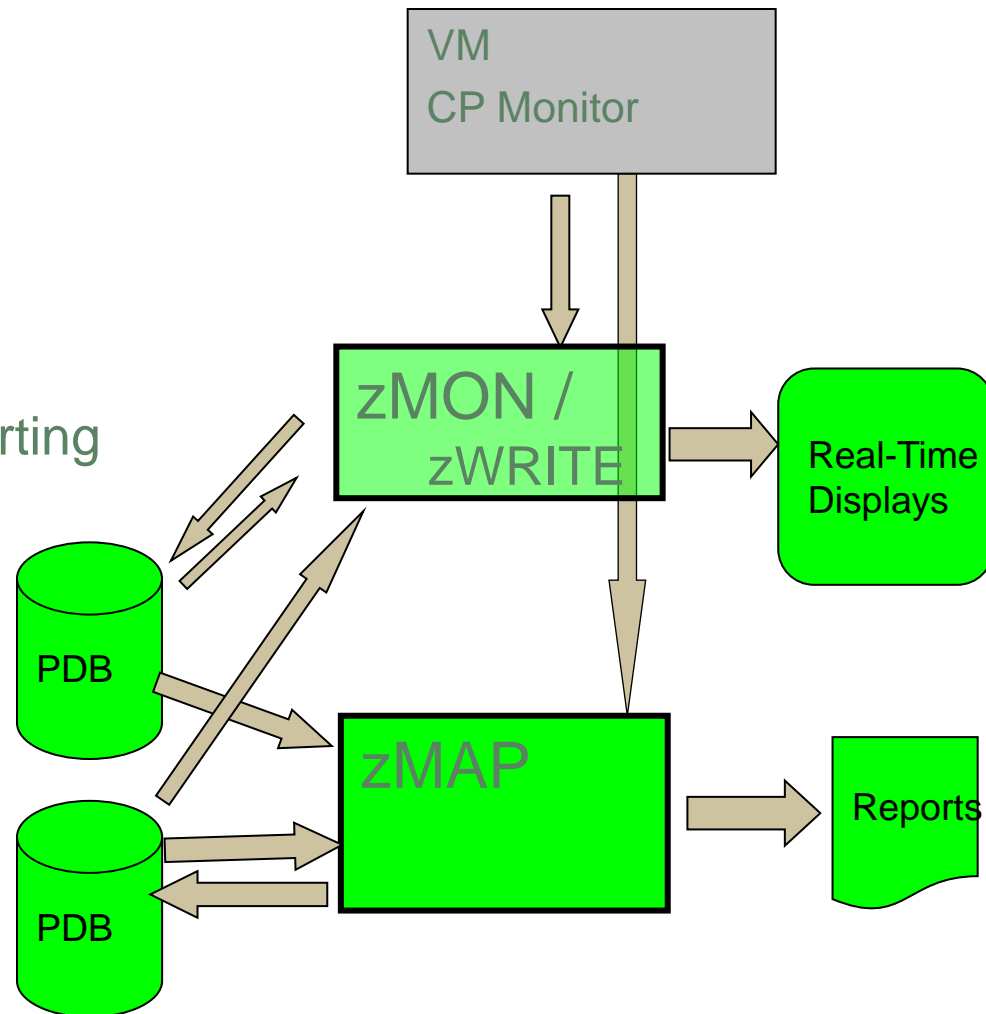 VM
CP Monitor
zMON /
zWRITE
rting
Real-Time
Displays
PDB
zMAP
Reports
PDB